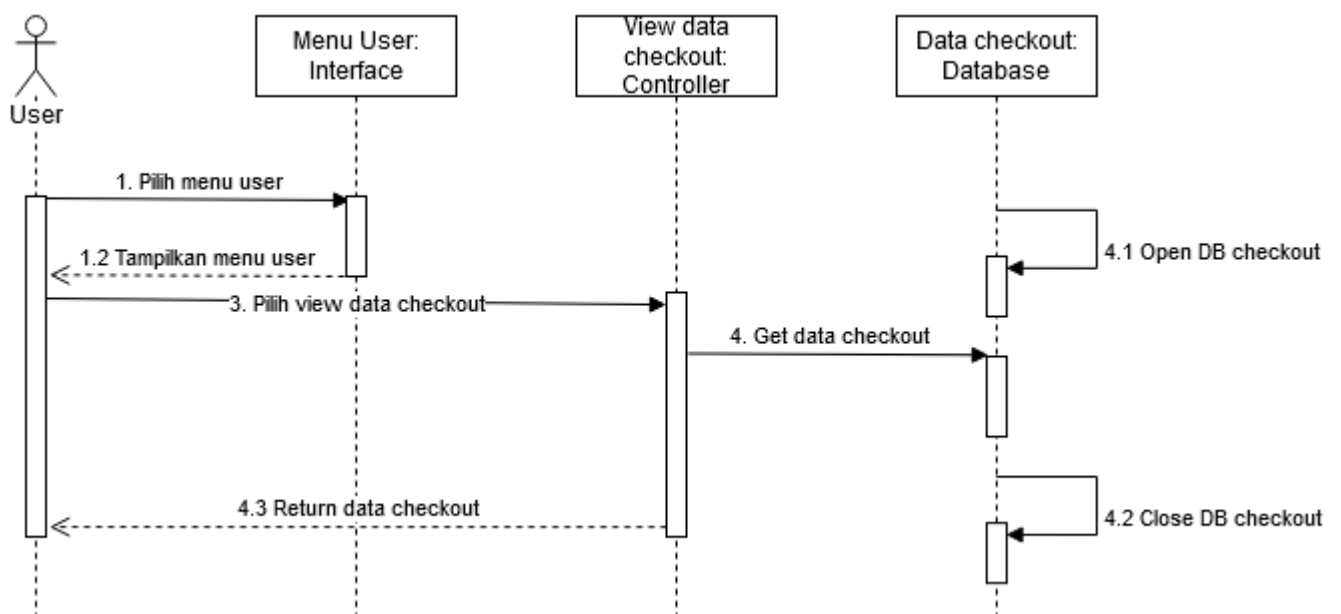 User
Menu User:
Interface
View data
checkout:
Controller
Data checkout:
Database
1. Pilih menu user
1.2 Tampilkan menu user
4.1 Open DB checkout
3. Pilih view data checkout
4. Get data checkout
4.3 Return data checkout
4.2 Close DB checkout